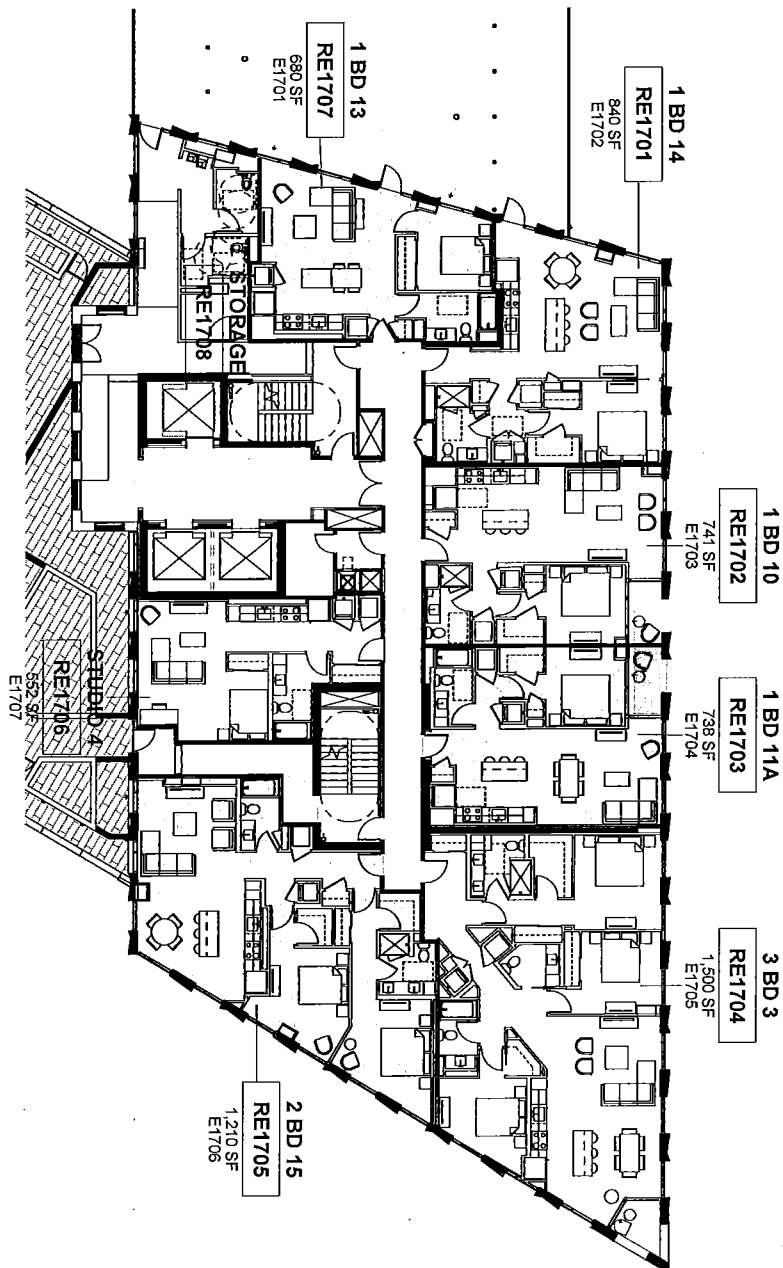 1 BD 14
RE1701
840 SF
E1702
1 BD 13
RE1707
680 SF
E1701
STORAGE
RE1708
1 BD 10
RE1702
741 SF
E1703
1 BD 11A
RE1703
738 SF
E1704
STUDIO 4
RE1706
552 SF
E1707
3 BD 3
RE1704
1,500 SF
E1705
2 BD 15
RE1705
1,210 SF
E1706